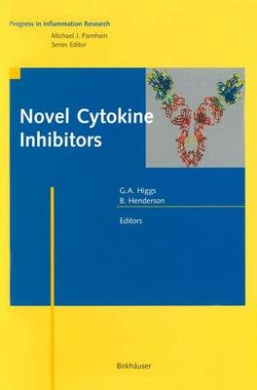 Progress in Inflammation Research
Michael J. Parnham
Series Editor
Novel Cytokine
Inhibitors
G.A. Higgs
B. Henderson
Editors
Birkhäuser